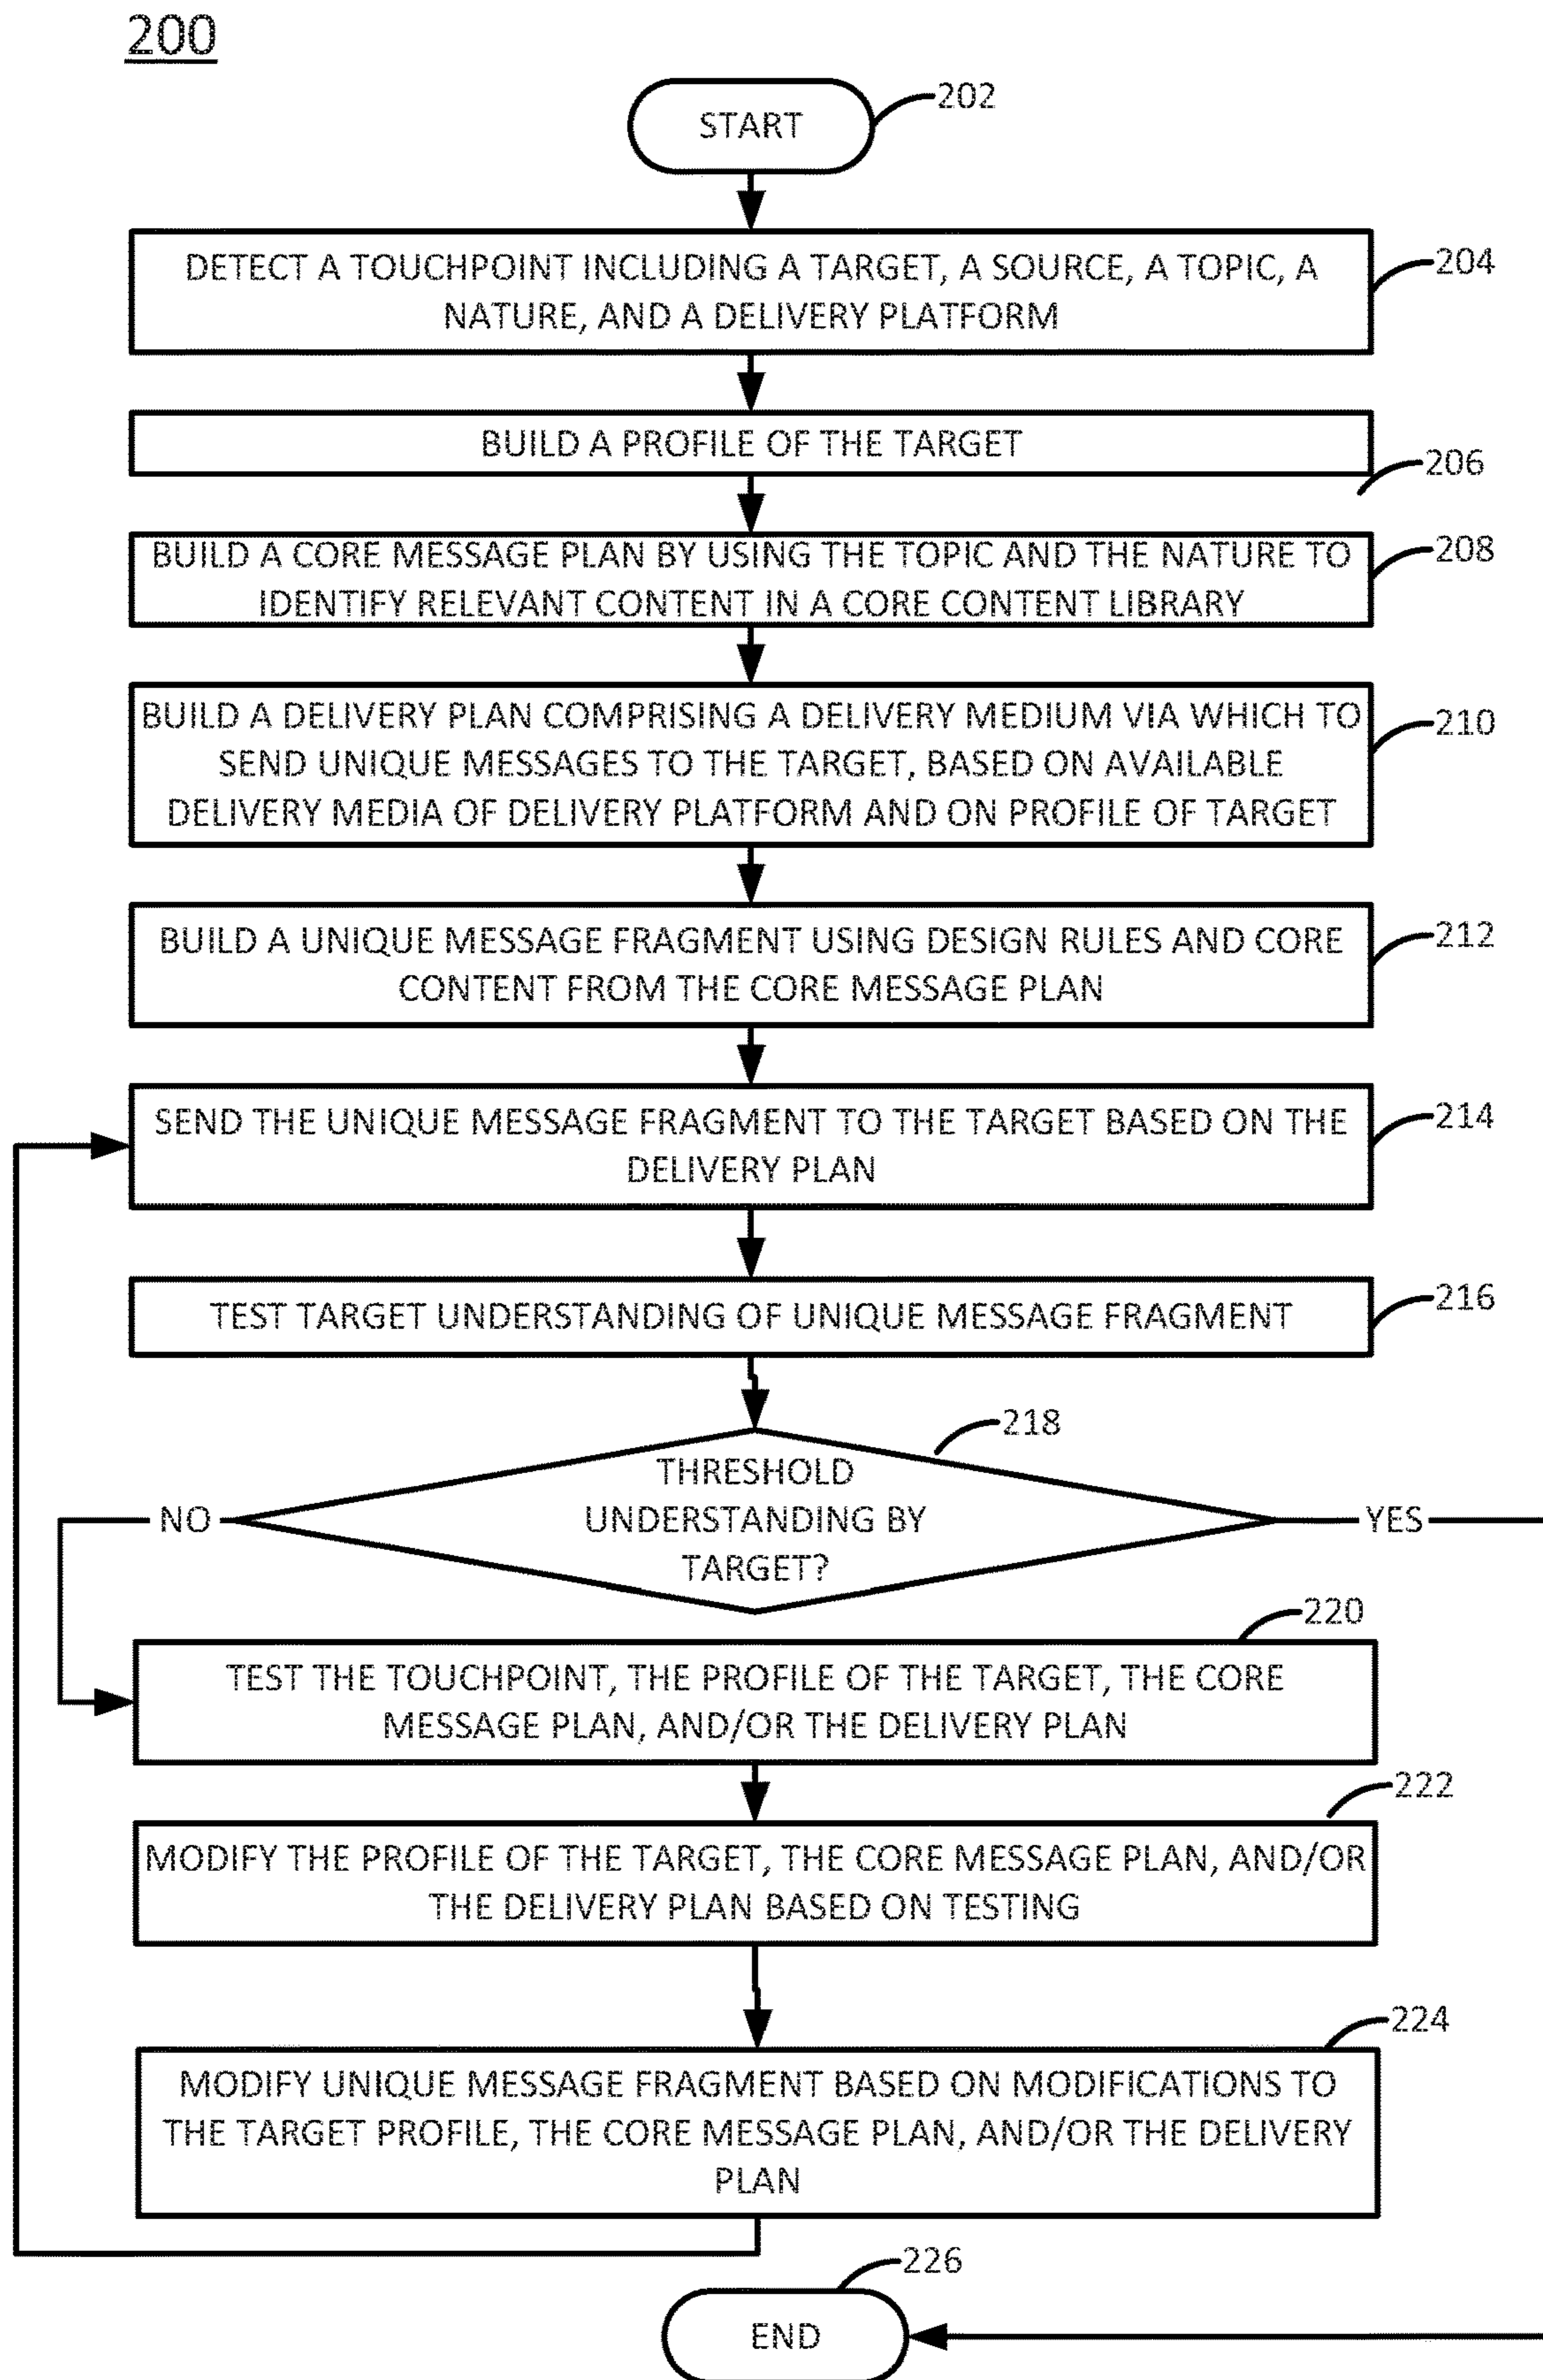 200
START
202
DETECT A TOUCHPOINT INCLUDING A TARGET, A SOURCE, A TOPIC, A
NATURE, AND A DELIVERY PLATFORM
204
BUILD A PROFILE OF THE TARGET
206
BUILD A CORE MESSAGE PLAN BY USING THE TOPIC AND THE NATURE TO
IDENTIFY RELEVANT CONTENT IN A CORE CONTENT LIBRARY
208
BUILD A DELIVERY PLAN COMPRISING A DELIVERY MEDIUM VIA WHICH TO
SEND UNIQUE MESSAGES TO THE TARGET, BASED ON AVAILABLE
DELIVERY MEDIA OF DELIVERY PLATFORM AND ON PROFILE OF TARGET
210
BUILD A UNIQUE MESSAGE FRAGMENT USING DESIGN RULES AND CORE
CONTENT FROM THE CORE MESSAGE PLAN
212
SEND THE UNIQUE MESSAGE FRAGMENT TO THE TARGET BASED ON THE
DELIVERY PLAN
214
TEST TARGET UNDERSTANDING OF UNIQUE MESSAGE FRAGMENT
216
218
THRESHOLD
UNDERSTANDING BY
TARGET?
NO
YES
220
TEST THE TOUCHPOINT, THE PROFILE OF THE TARGET, THE CORE
MESSAGE PLAN, AND/OR THE DELIVERY PLAN
222
MODIFY THE PROFILE OF THE TARGET, THE CORE MESSAGE PLAN, AND/OR
THE DELIVERY PLAN BASED ON TESTING
224
MODIFY UNIQUE MESSAGE FRAGMENT BASED ON MODIFICATIONS TO
THE TARGET PROFILE, THE CORE MESSAGE PLAN, AND/OR THE DELIVERY
PLAN
226
END